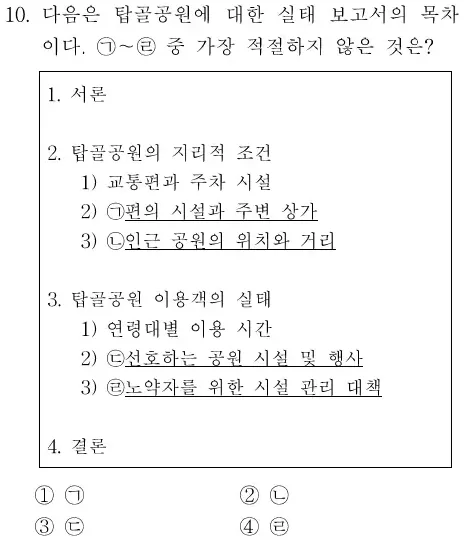 10. 다음은 탑골공원에 대한 실태 보고서의 목차
이다. ㉠~㉣ 중 가장 적절하지 않은 것은?
1. 서론
2. 탑골공원의 지리적 조건
1) 교통편과 주차 시설
2) ㉠편의 시설과 주변 상가
3) ㉡인근 공원의 위치와 거리
3. 탑골공원 이용객의 실태
1) 연령대별 이용 시간
2) ㉢선호하는 공원 시설 및 행사
3) ㉣노약자를 위한 시설 관리 대책
4. 결론
① ㉠ ② ㉡
③ ㉢ ④ ㉣